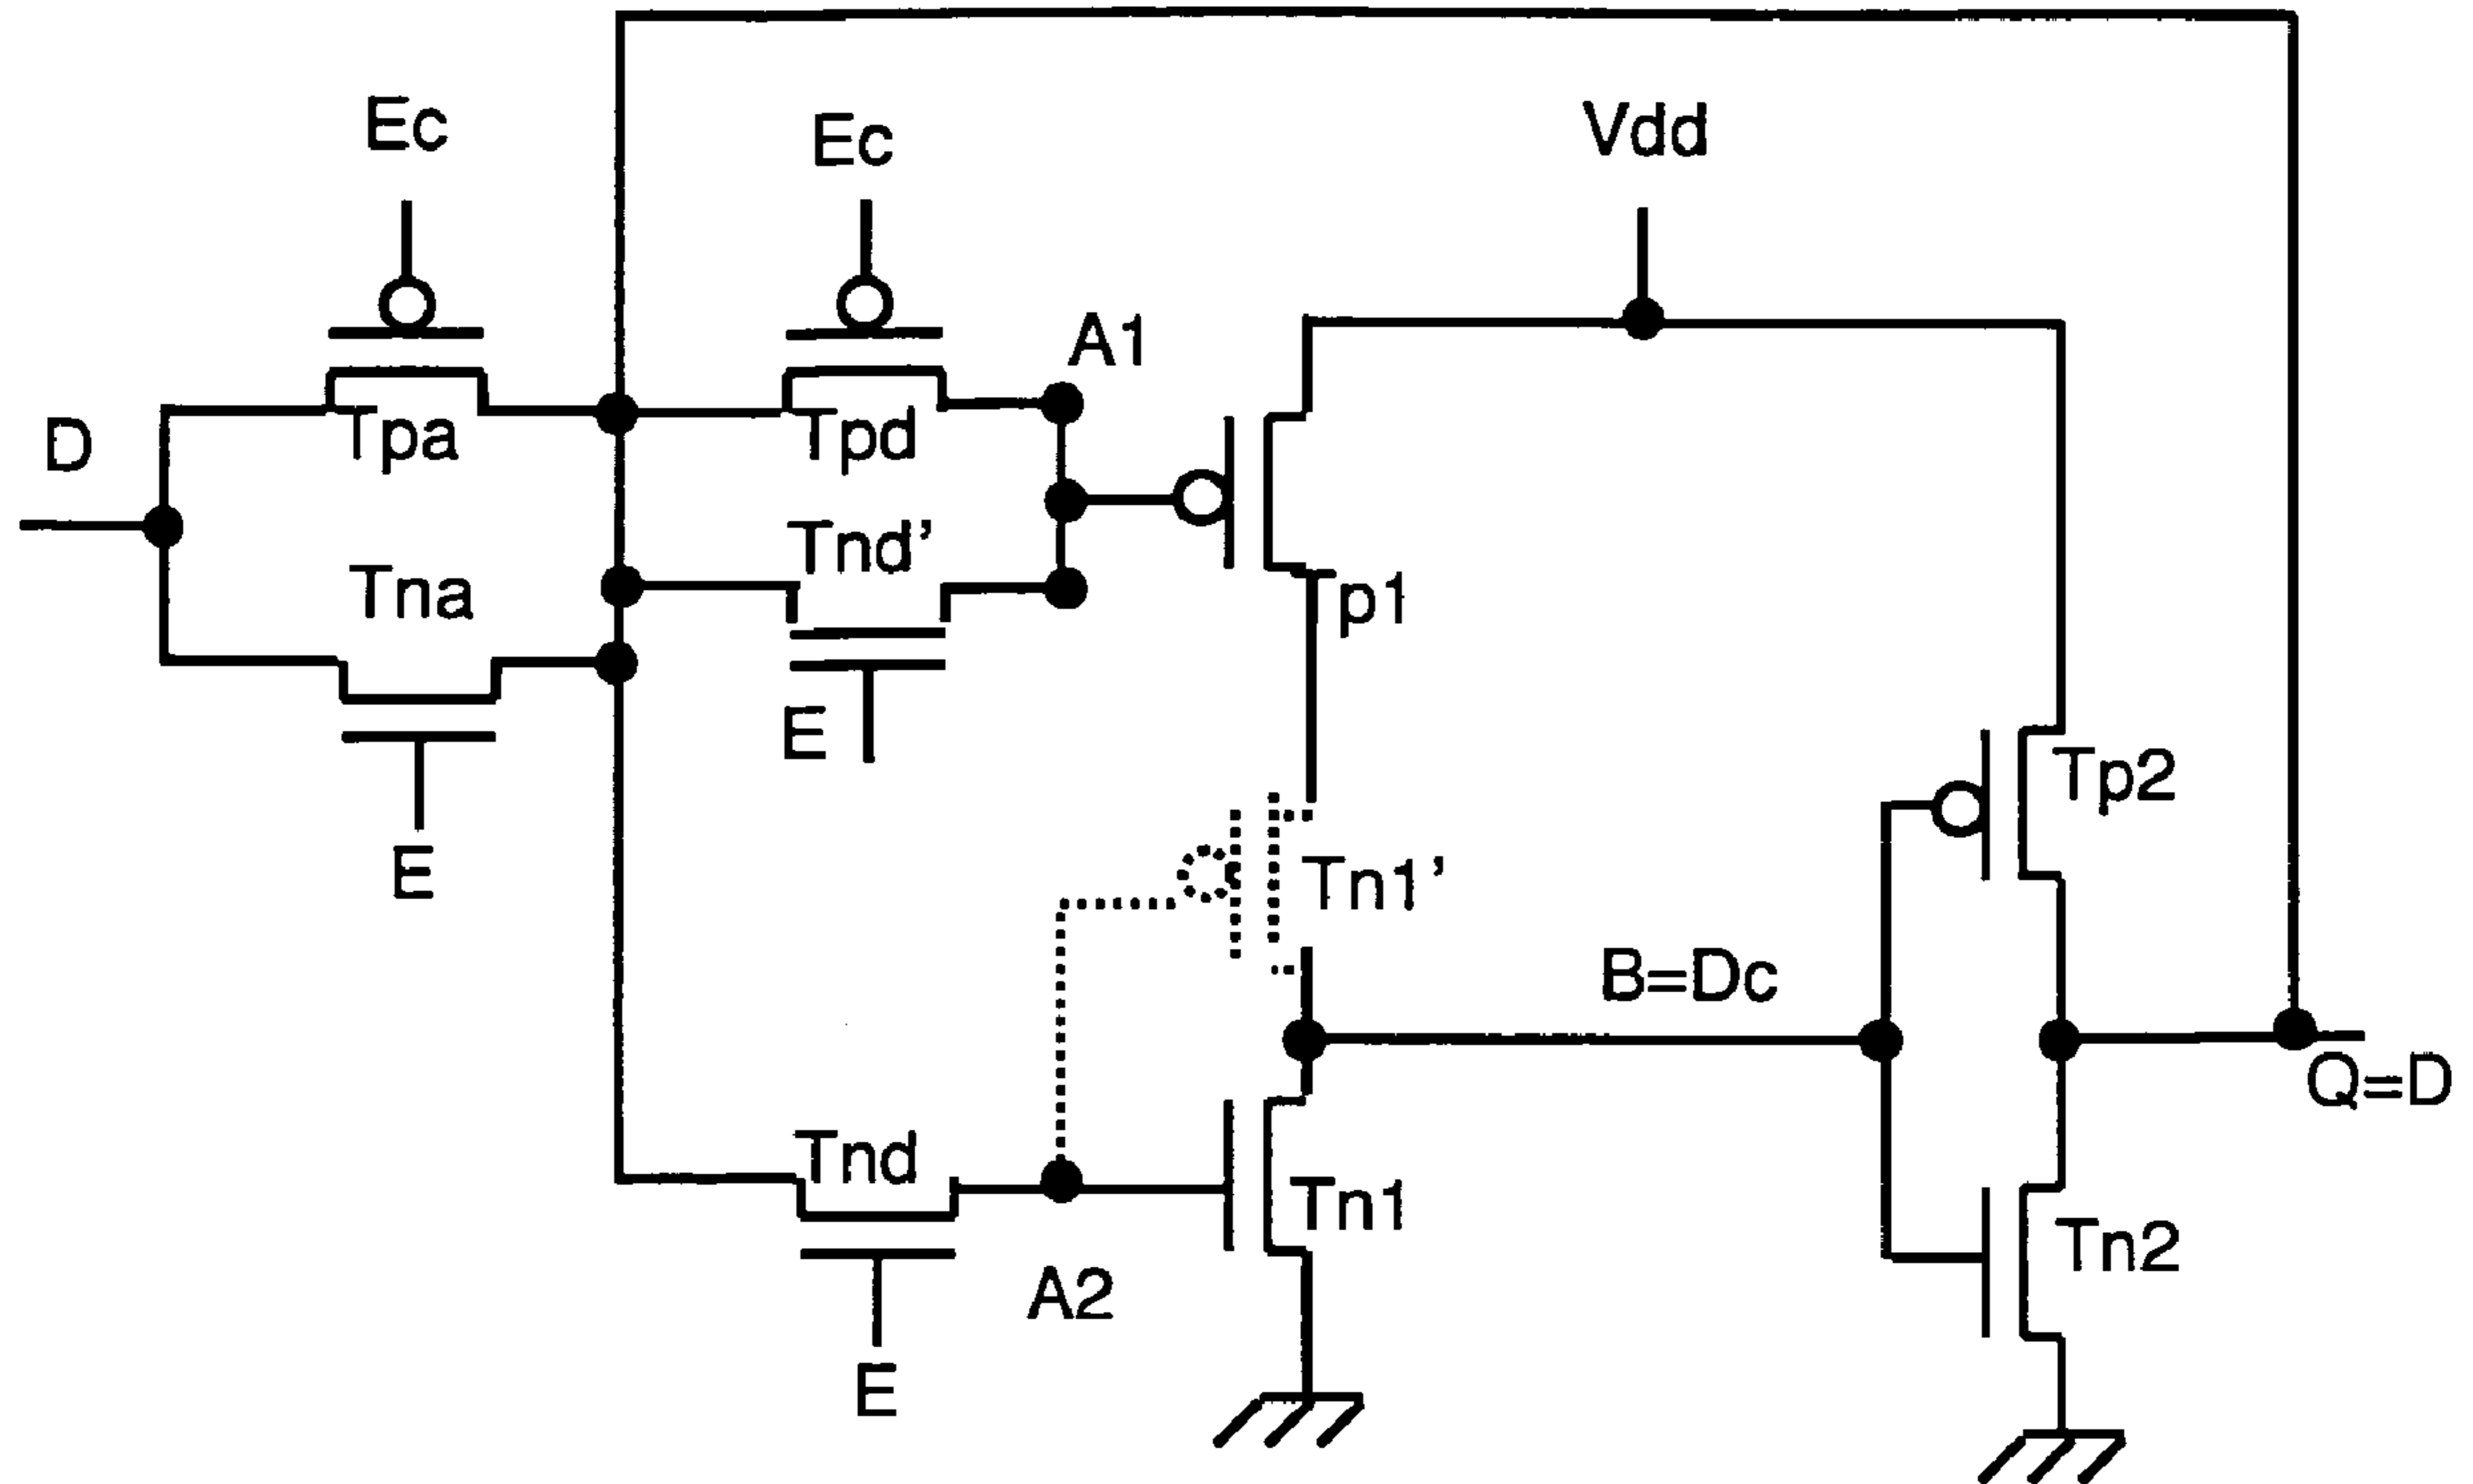 Ec
Ec
Vdd
A1
D
Tpa
Tpd
Tnd'
Tna
Tp1
E
Tp2
E
Tn1'
B=Dc
Q=D
Tnd
Tn1
Tn2
A2
E